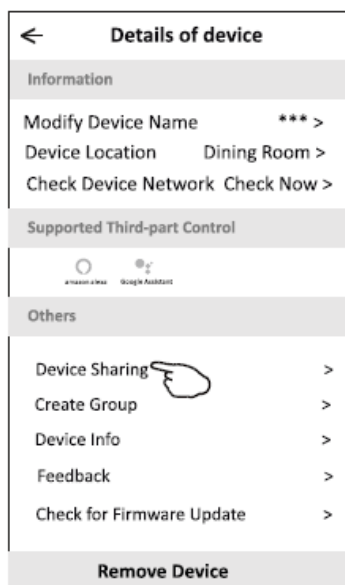 ← Details of device
Information
Modify Device Name *** >
Device Location Dining Room >
Check Device Network Check Now >
Supported Third-part Control
amazon alexa Google Assistant
Others
Device Sharing >
Create Group >
Device Info >
Feedback >
Check for Firmware Update >
Remove Device